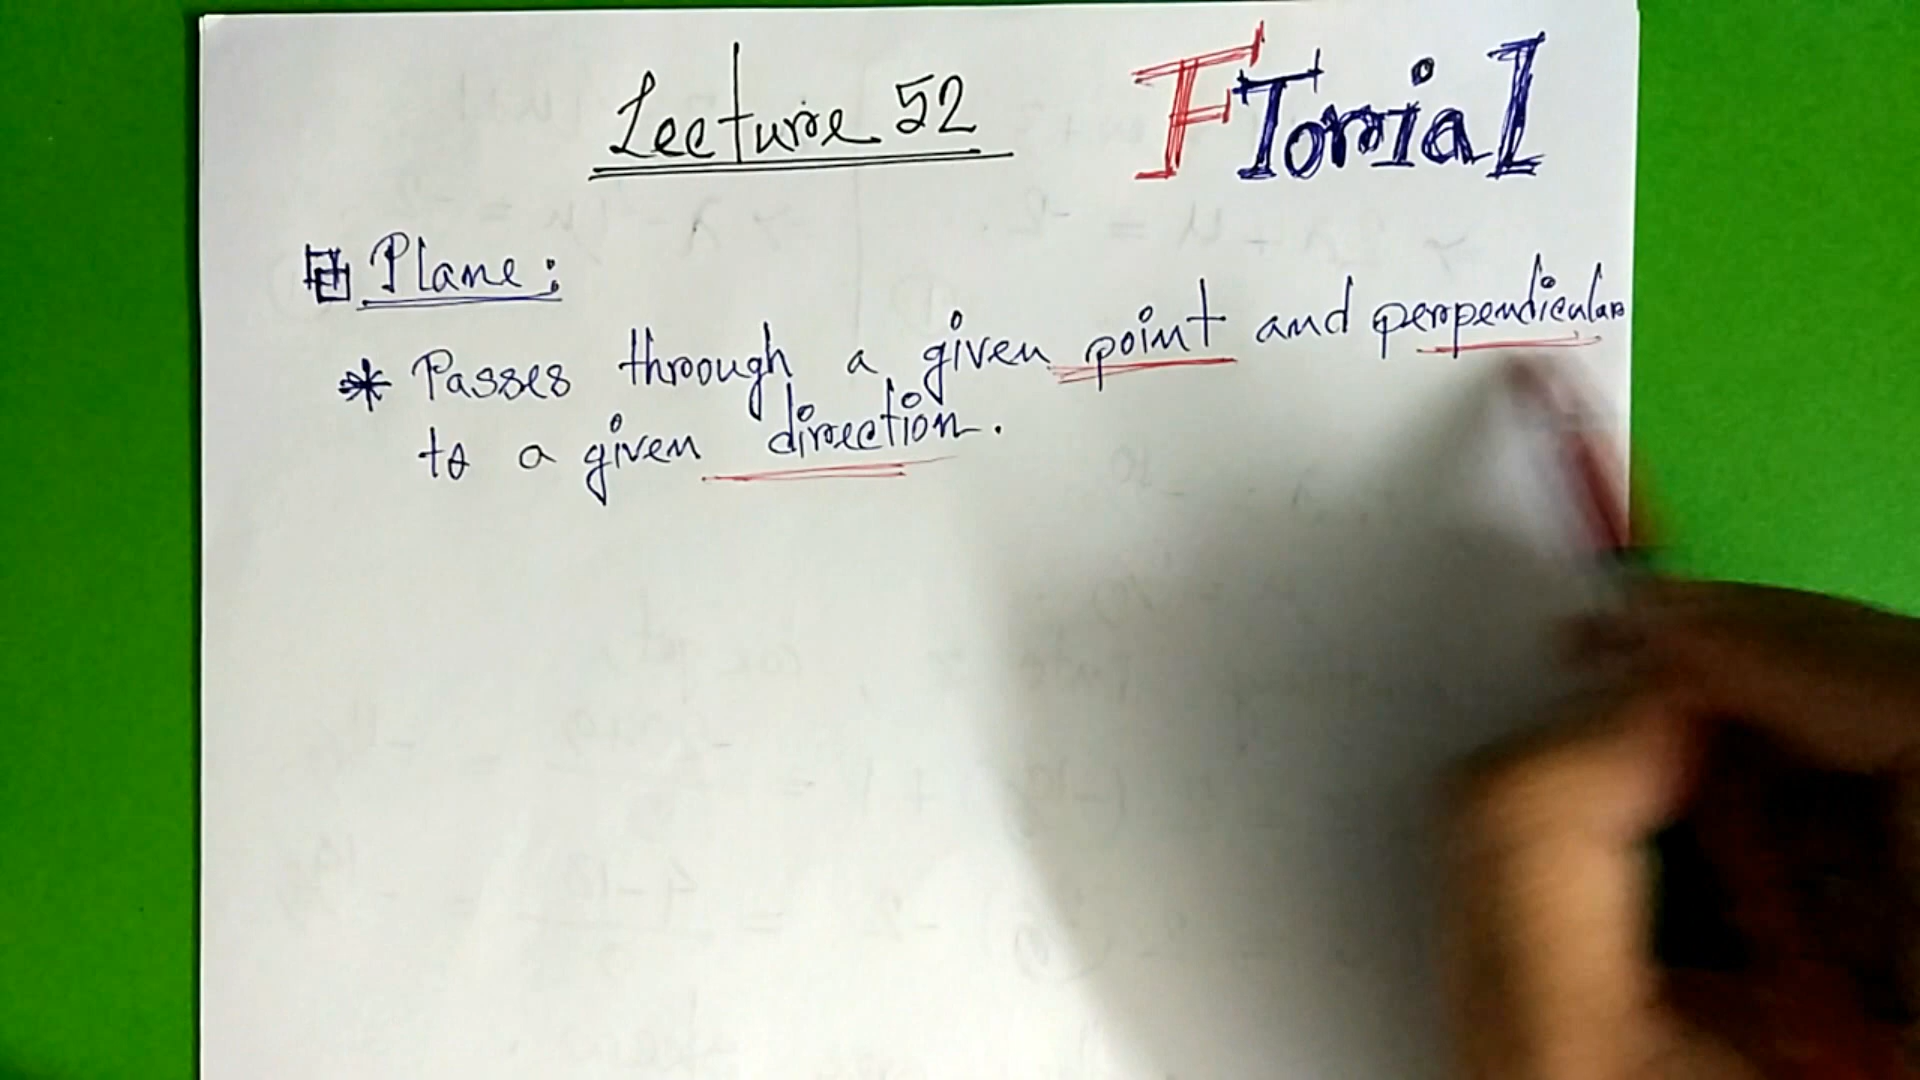 Lecture 52
FTorial
Plane:
* Passes through a given point and perpendicular
to a given direction.